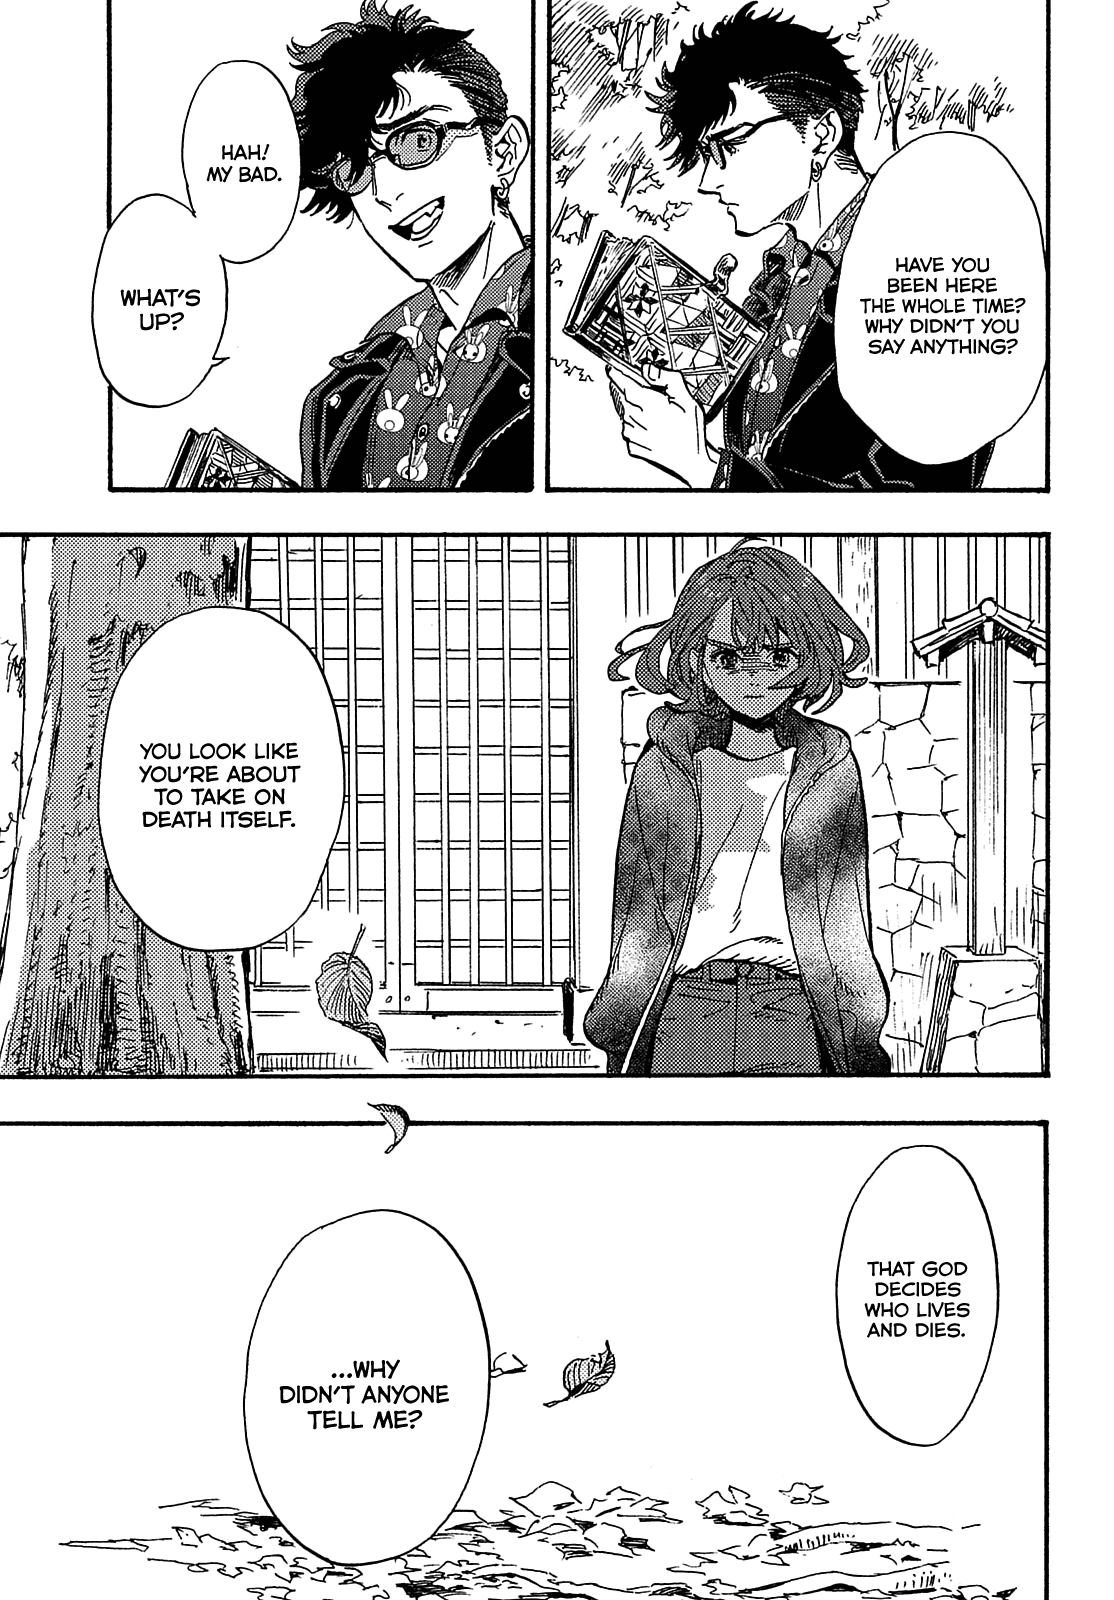 HAVE YOU
BEEN HERE
THE WHOLE TIME?
WHY DIDN'T YOU
SAY ANYTHING?
HAH!
MY BAD.
WHAT'S
UP?
YOU LOOK LIKE
YOU'RE ABOUT
TO TAKE ON
DEATH ITSELF.
THAT GOD
DECIDES
WHO LIVES
AND DIES.
...WHY
DIDN'T ANYONE
TELL ME?